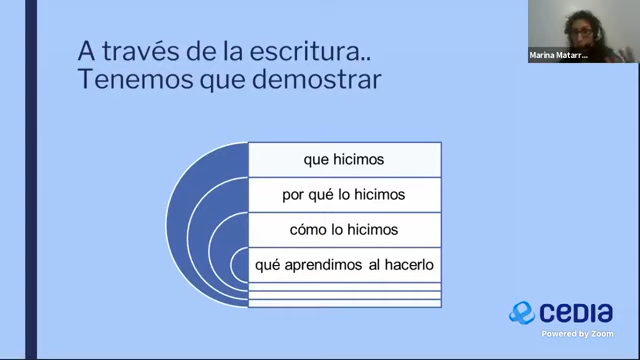 A través de la escritura..
Tenemos que demostrar
Marina Matarr...
que hicimos
por qué lo hicimos
cómo lo hicimos
qué aprendimos al hacerlo
CEDIA
Powered by Zoom